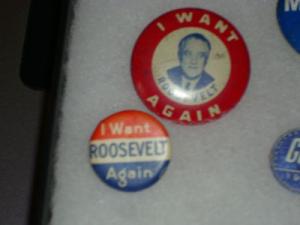 I WANT
ROOSEVELT
AGAIN
I Want
ROOSEVELT
Again